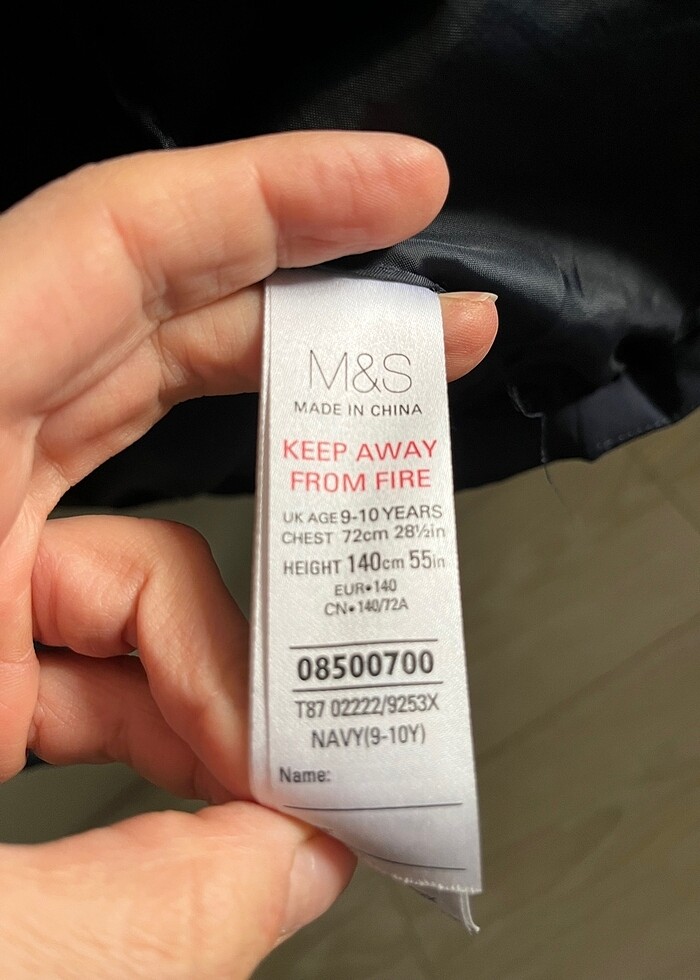 M&S
MADE IN CHINA
KEEP AWAY
FROM FIRE
UK AGE 9-10 YEARS
CHEST 72cm 28½in
HEIGHT 140cm 55in
EUR•140
CN•140/72A
08500700
T87 02222/9253X
NAVY(9-10Y)
Name: